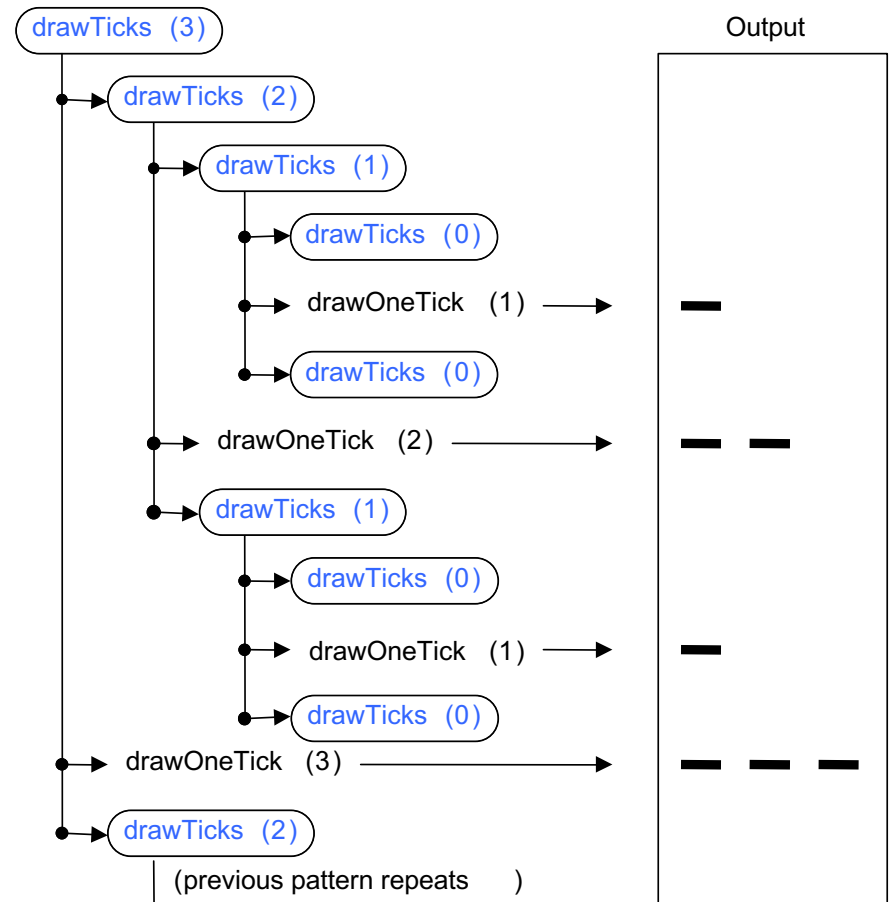 drawTicks (3)
Output
drawTicks (2)
drawTicks (1)
drawTicks (0)
drawOneTick (1)
drawTicks (0)
drawOneTick (2)
drawTicks (1)
drawTicks (0)
drawOneTick (1)
drawTicks (0)
drawOneTick (3)
drawTicks (2)
(previous pattern repeats )